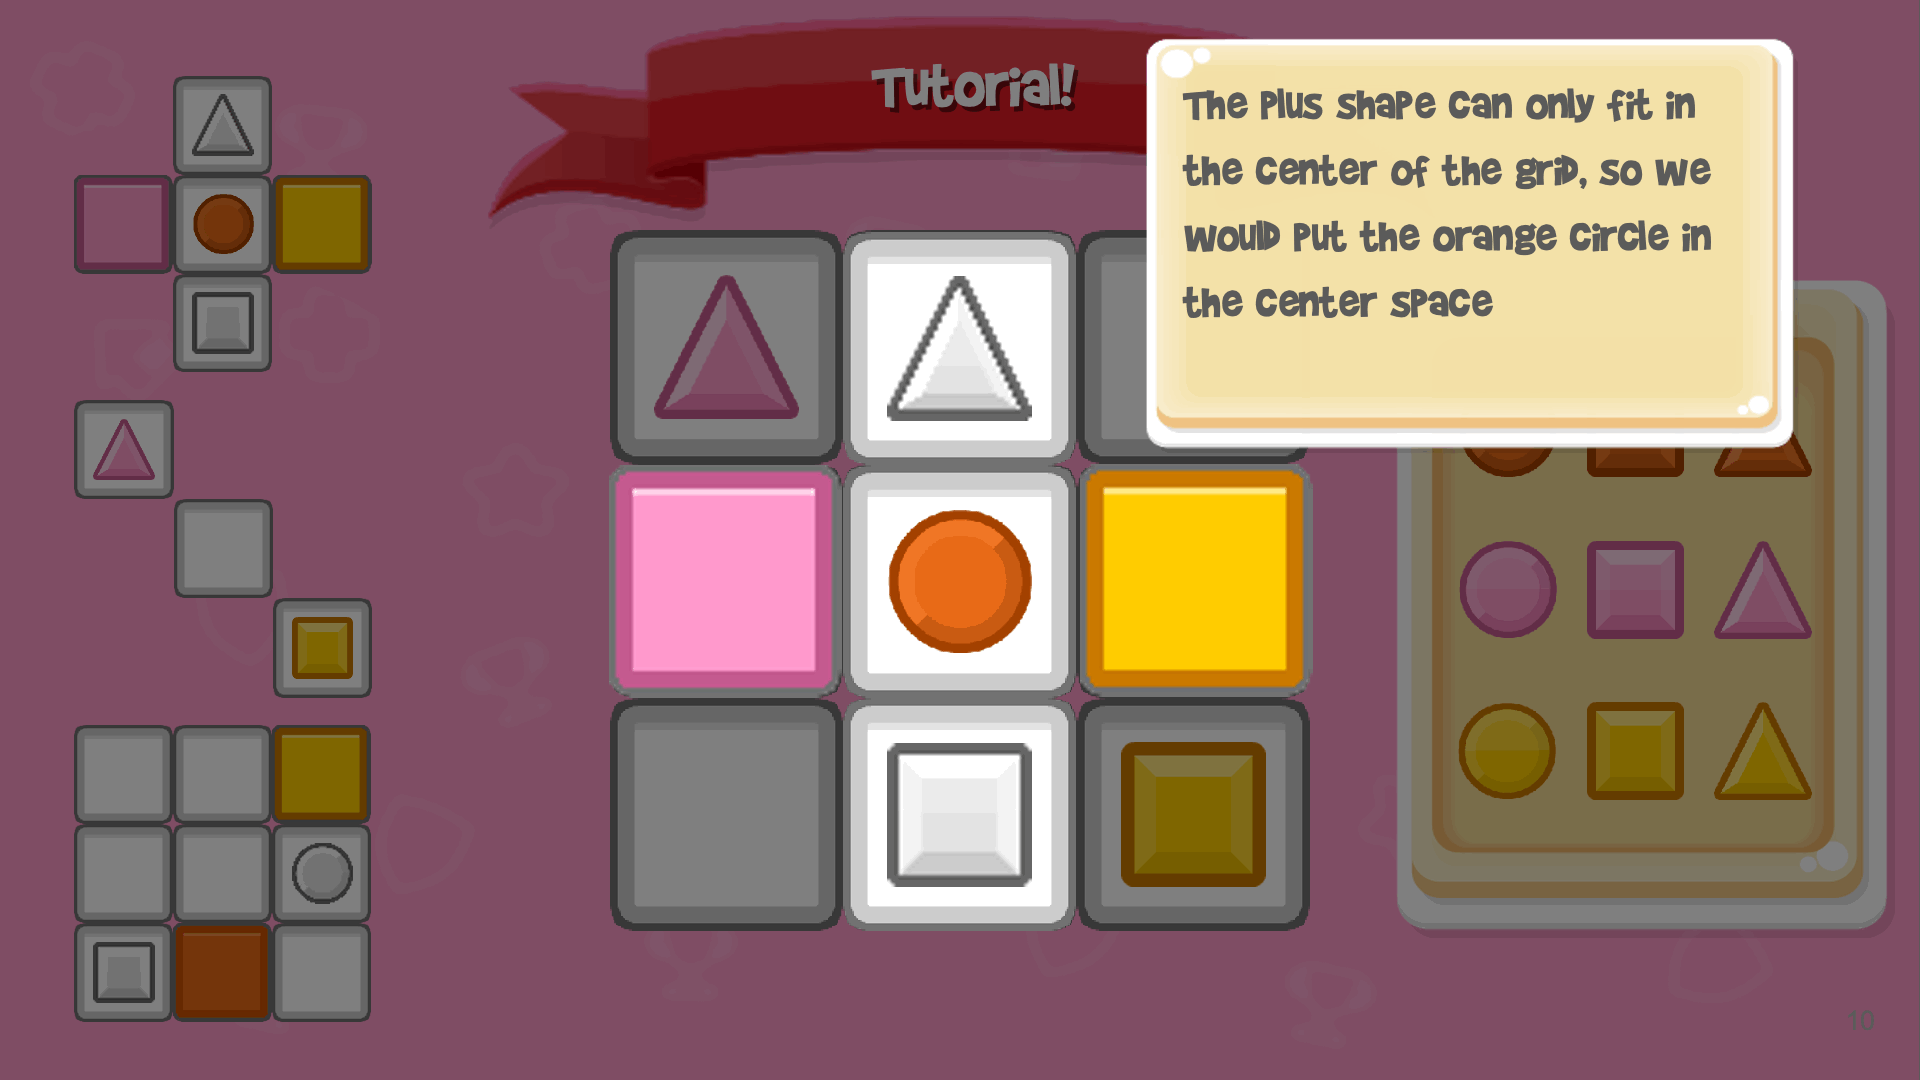 Tutorial!
The Plus shape can only fit in
the center of the grid, so we
would put the orange circle in
the center space
10